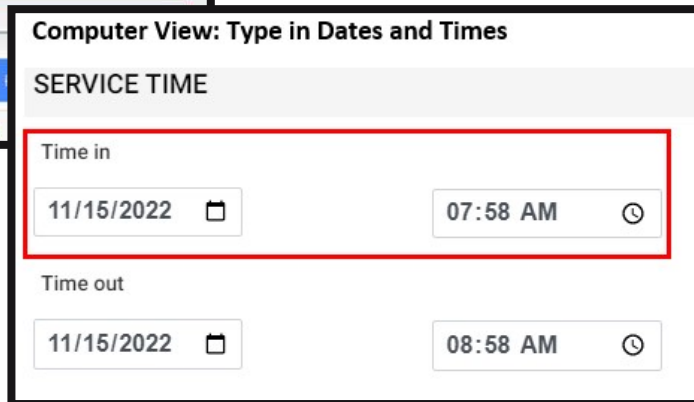 Computer View: Type in Dates and Times
SERVICE TIME
Time in
11/15/2022 07:58 AM
Time out
11/15/2022 08:58 AM